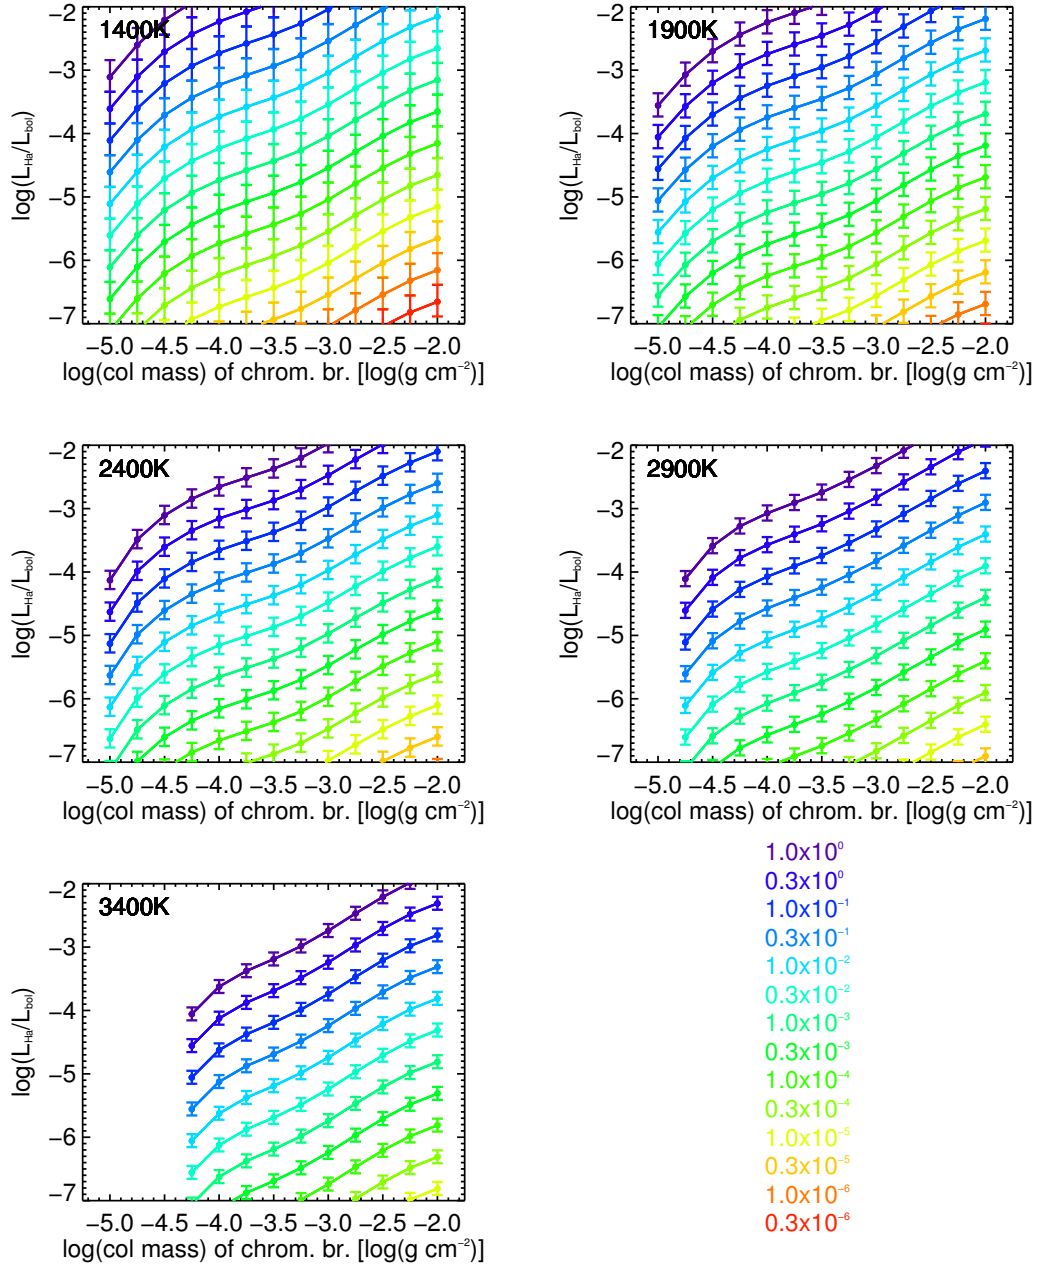 1400K
−2
−3
−4
−5
−6
−7
log(L_Ha/L_bol)
−5.0 −4.5 −4.0 −3.5 −3.0 −2.5 −2.0
log(col mass) of chrom. br. [log(g cm⁻²)]
1900K
−2
−3
−4
−5
−6
−7
log(L_Ha/L_bol)
−5.0 −4.5 −4.0 −3.5 −3.0 −2.5 −2.0
log(col mass) of chrom. br. [log(g cm⁻²)]
2400K
−2
−3
−4
−5
−6
−7
log(L_Ha/L_bol)
−5.0 −4.5 −4.0 −3.5 −3.0 −2.5 −2.0
log(col mass) of chrom. br. [log(g cm⁻²)]
2900K
−2
−3
−4
−5
−6
−7
log(L_Ha/L_bol)
−5.0 −4.5 −4.0 −3.5 −3.0 −2.5 −2.0
log(col mass) of chrom. br. [log(g cm⁻²)]
3400K
−2
−3
−4
−5
−6
−7
log(L_Ha/L_bol)
−5.0 −4.5 −4.0 −3.5 −3.0 −2.5 −2.0
log(col mass) of chrom. br. [log(g cm⁻²)]
1.0x10⁰
0.3x10⁰
1.0x10⁻¹
0.3x10⁻¹
1.0x10⁻²
0.3x10⁻²
1.0x10⁻³
0.3x10⁻³
1.0x10⁻⁴
0.3x10⁻⁴
1.0x10⁻⁵
0.3x10⁻⁵
1.0x10⁻⁶
0.3x10⁻⁶